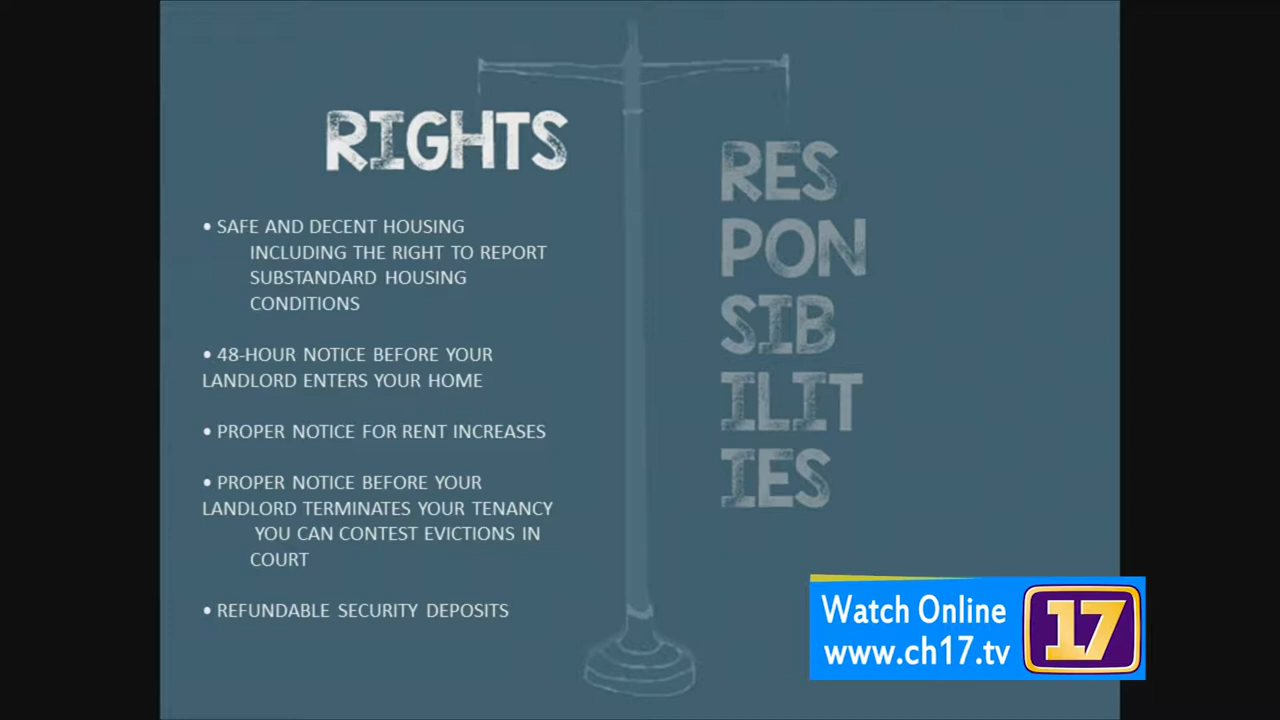 RIGHTS
• SAFE AND DECENT HOUSING
INCLUDING THE RIGHT TO REPORT
SUBSTANDARD HOUSING
CONDITIONS
• 48-HOUR NOTICE BEFORE YOUR
LANDLORD ENTERS YOUR HOME
• PROPER NOTICE FOR RENT INCREASES
• PROPER NOTICE BEFORE YOUR
LANDLORD TERMINATES YOUR TENANCY
YOU CAN CONTEST EVICTIONS IN
COURT
• REFUNDABLE SECURITY DEPOSITS
RES
PON
SIB
ILIT
IES
Watch Online
www.ch17.tv
17